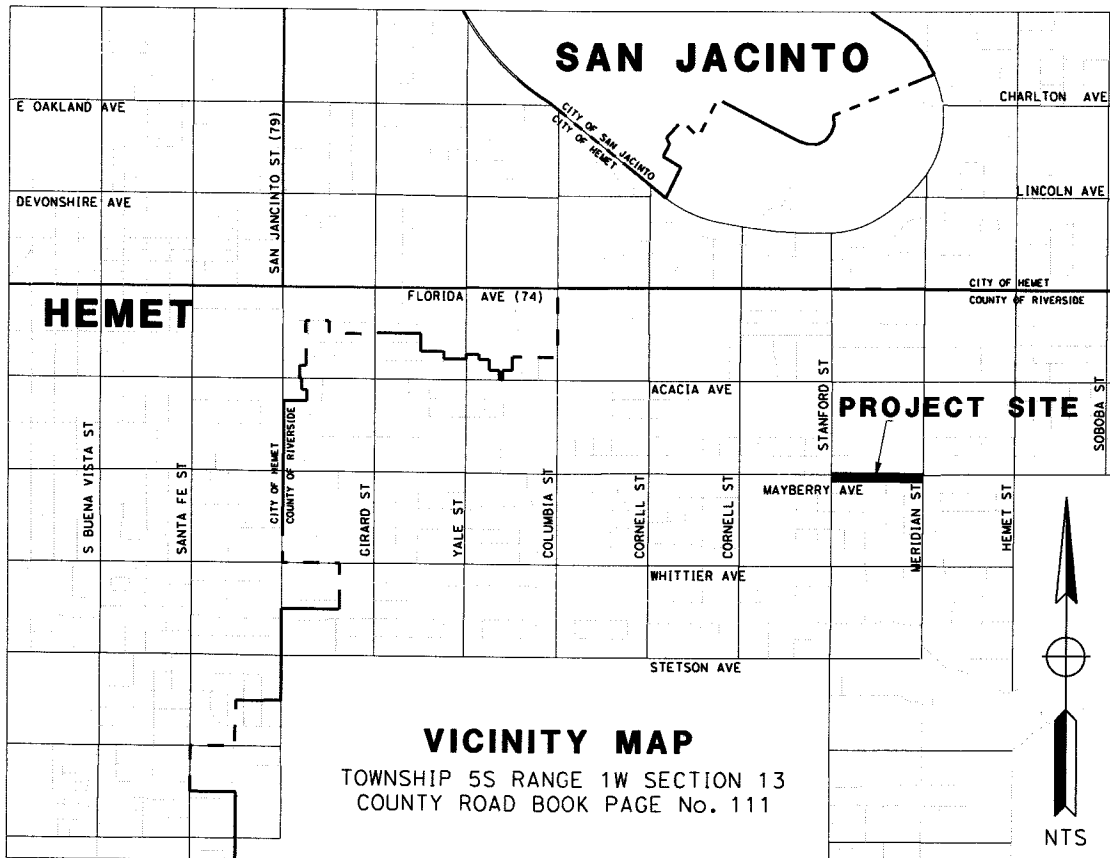 SAN JACINTO
E OAKLAND AVE
CHARLTON AVE
CITY OF SAN JACINTO
CITY OF HEMET
SAN JANCINTO ST (79)
DEVONSHIRE AVE
LINCOLN AVE
CITY OF HEMET
COUNTY OF RIVERSIDE
HEMET
FLORIDA AVE (74)
ACACIA AVE
STANFORD ST
PROJECT SITE
SOBOBA ST
S BUENA VISTA ST
SANTA FE ST
CITY OF HEMET
COUNTY OF RIVERSIDE
GIRARD ST
YALE ST
COLUMBIA ST
CORNELL ST
CORNELL ST
MAYBERRY AVE
MERIDIAN ST
HEMET ST
WHITTIER AVE
STETSON AVE
VICINITY MAP
TOWNSHIP 5S RANGE 1W SECTION 13
COUNTY ROAD BOOK PAGE No. 111
NTS